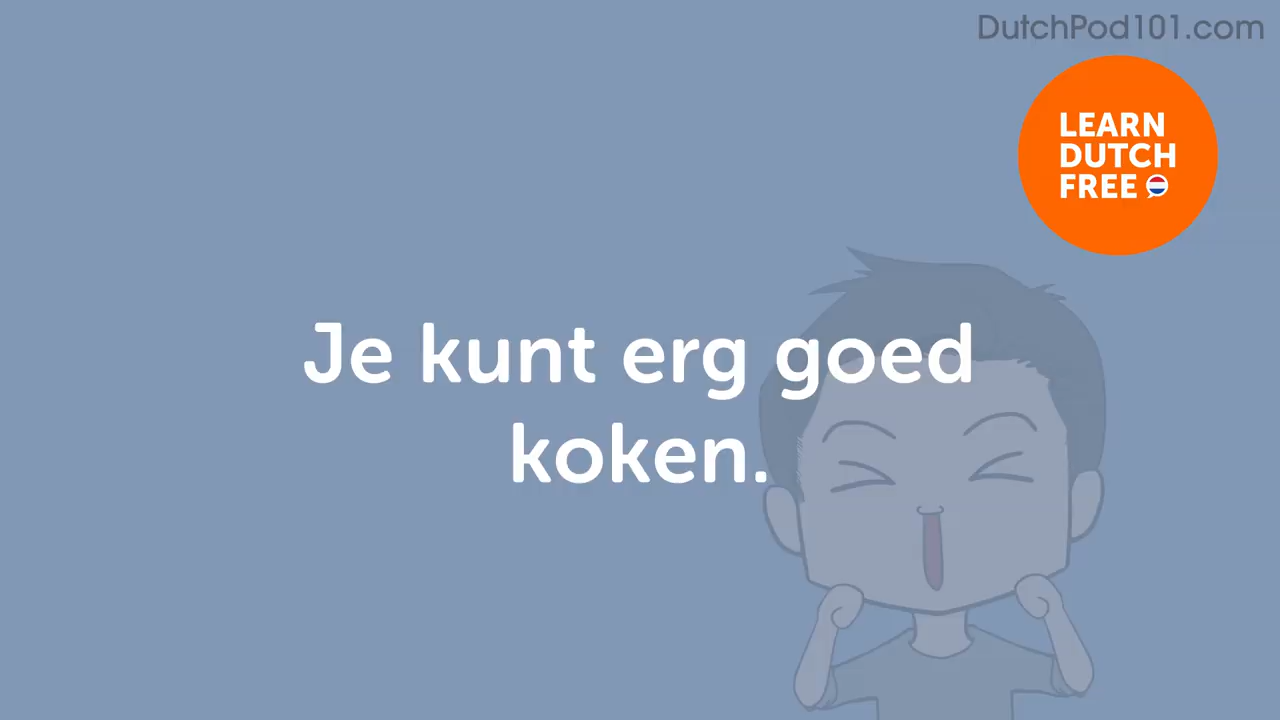 DutchPod101.com
LEARN
DUTCH
FREE
Je kunt erg goed
koken.